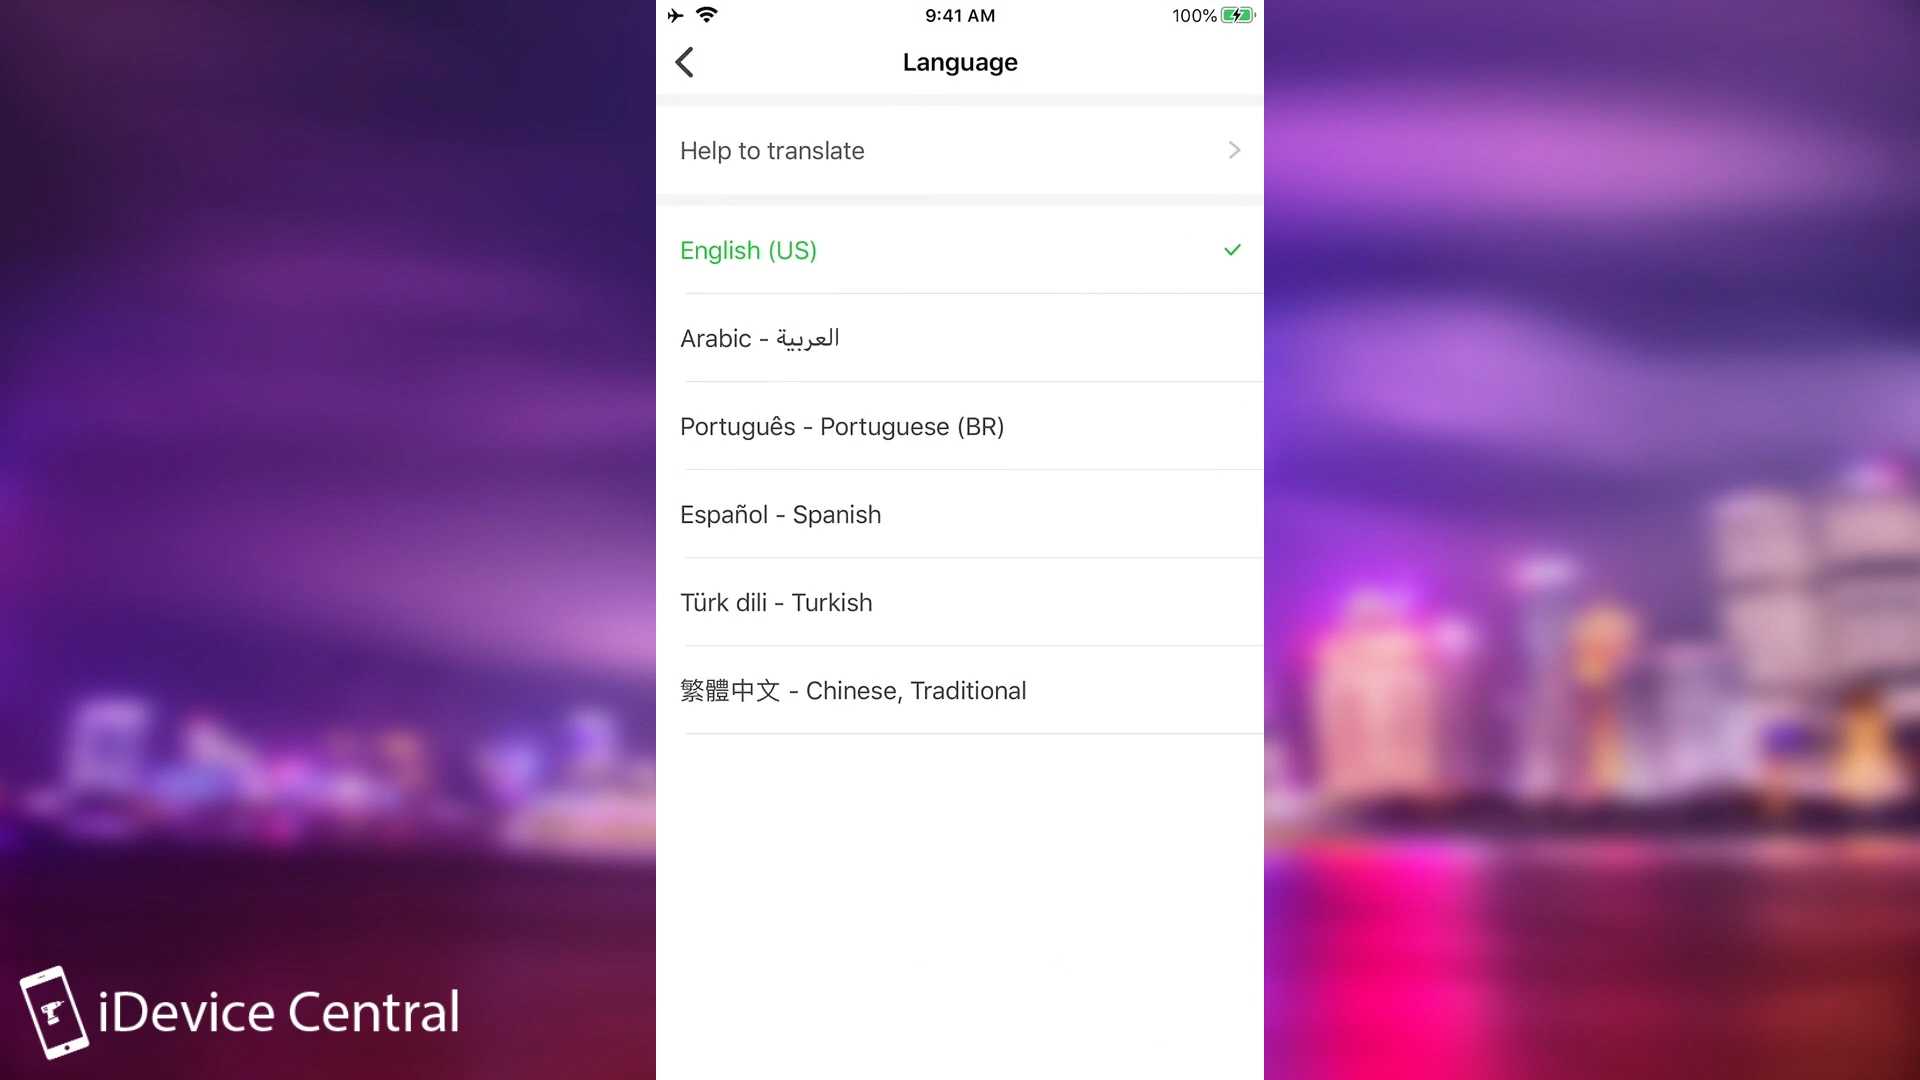 9:41 AM
100%
Language
Help to translate
English (US)
Arabic - العربية
Português - Portuguese (BR)
Español - Spanish
Türk dili - Turkish
繁體中文 - Chinese, Traditional
iDevice Central